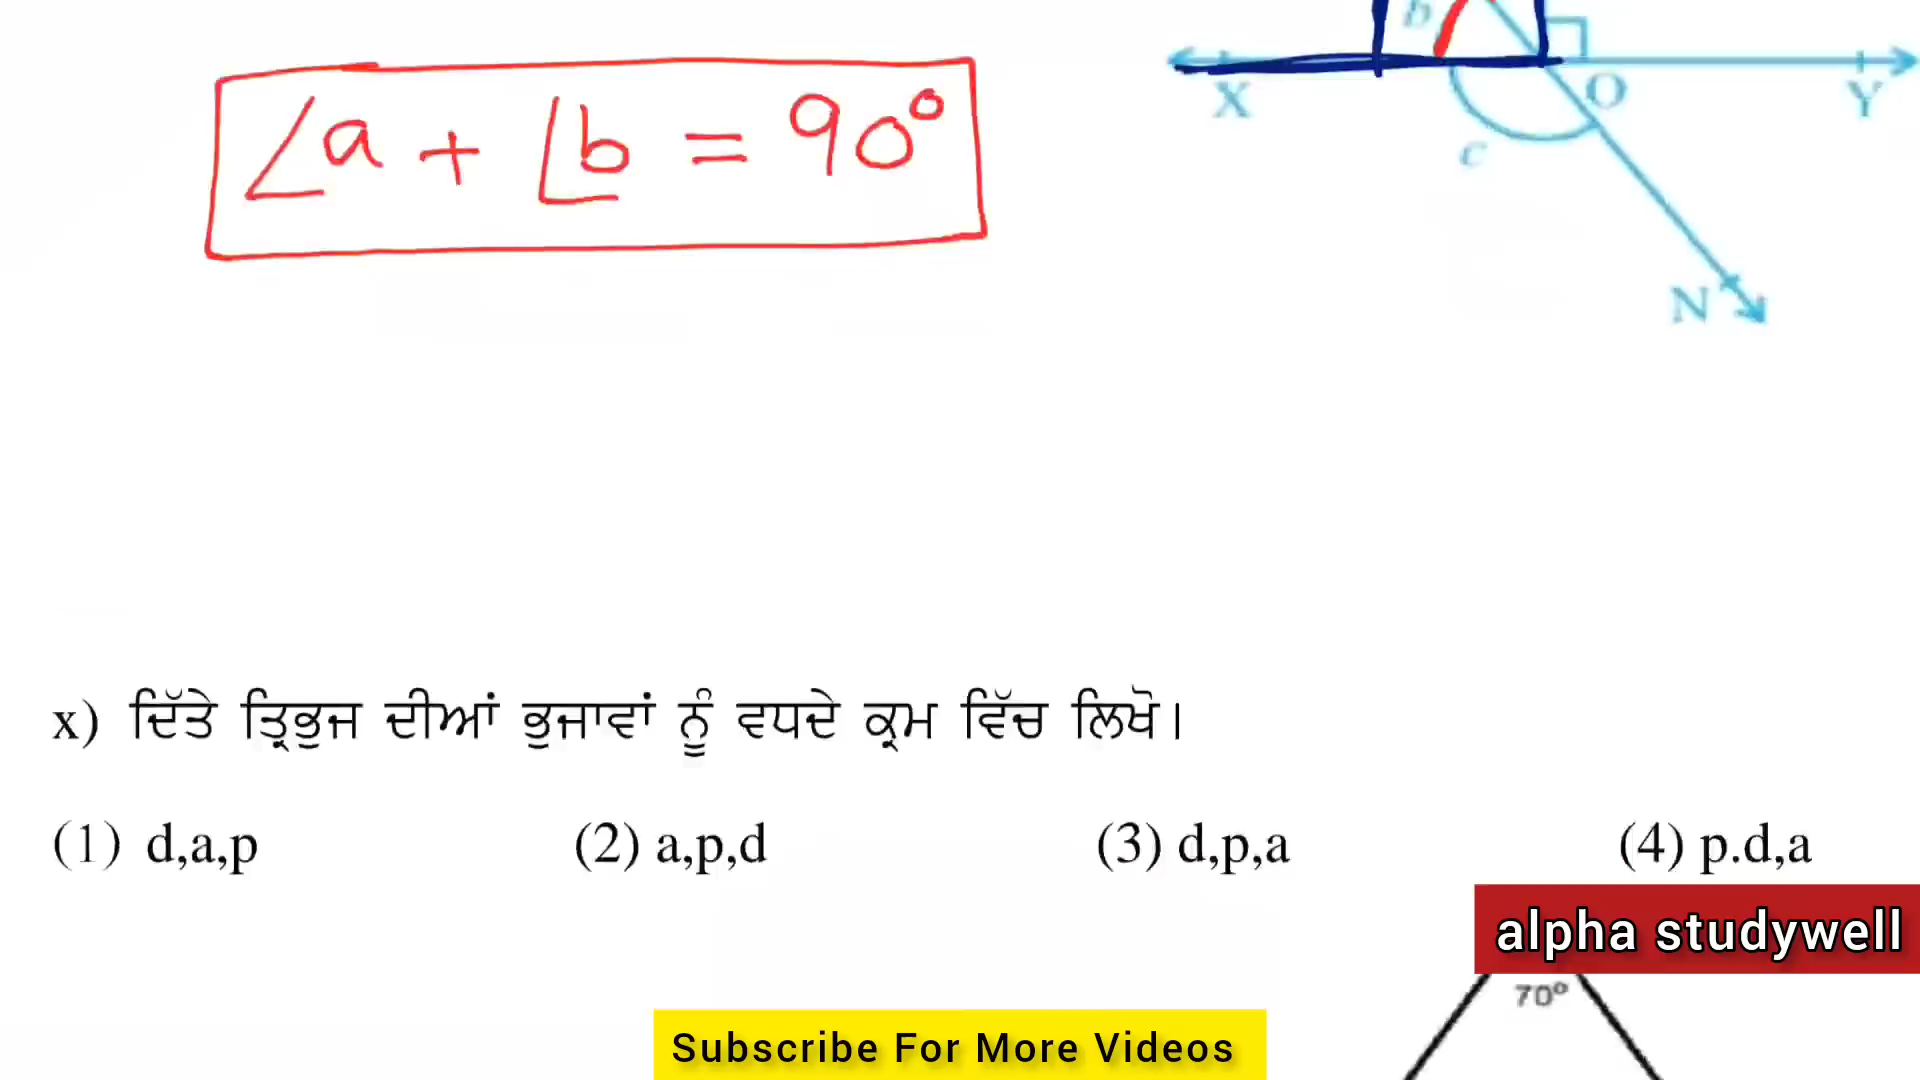 b
X O Y
∠a + ∠b = 90°
c
N
x) ਦਿੱਤੇ ਤ੍ਰਿਭੁਜ ਦੀਆਂ ਭੁਜਾਵਾਂ ਨੂੰ ਵਧਦੇ ਕ੍ਰਮ ਵਿੱਚ ਲਿਖੋ।
(1) d,a,p (2) a,p,d (3) d,p,a (4) p.d,a
alpha studywell
70°
Subscribe For More Videos